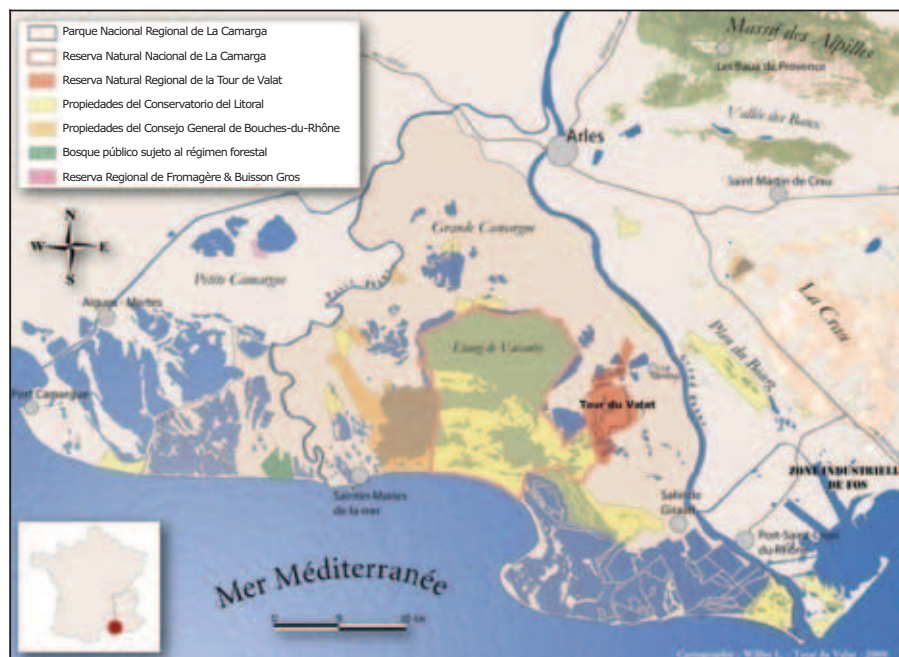 Parque Nacional Regional de La Camarga
Reserva Natural Nacional de La Camarga
Reserva Natural Regional de la Tour de Valat
Propiedades del Conservatorio del Litoral
Propiedades del Consejo General de Bouches-du-Rhône
Bosque público sujeto al régimen forestal
Reserva Regional de Fromagère & Buisson Gros
Massif des Alpilles
Les Baux de Provence
Vallée des Baux
Arles
Saint Martin de Crau
N
W E
S
Grande Camargue
Petite Camargue
Aigues - Mortes
La Crau
Plan du Bourg
Port Camargue
Tour du Valat
ZONE INDUSTRIELLE
DE FOS
Saintes Maries
de la mer
Salin de
Giraud
Port-Saint-Louis
du Rhône
Mer Méditerranée